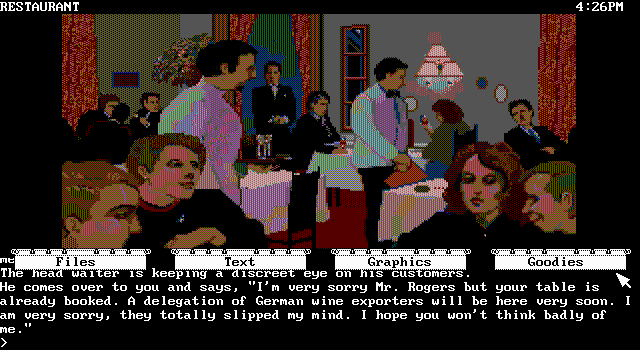 RESTAURANT 4:26PM
Files Text Graphics Goodies
me
The head waiter is keeping a discreet eye on his customers.
He comes over to you and says, "I'm very sorry Mr. Rogers but your table is
already booked. A delegation of German wine exporters will be here very soon. I
am very sorry, they totally slipped my mind. I hope you won't think badly of
me."
>